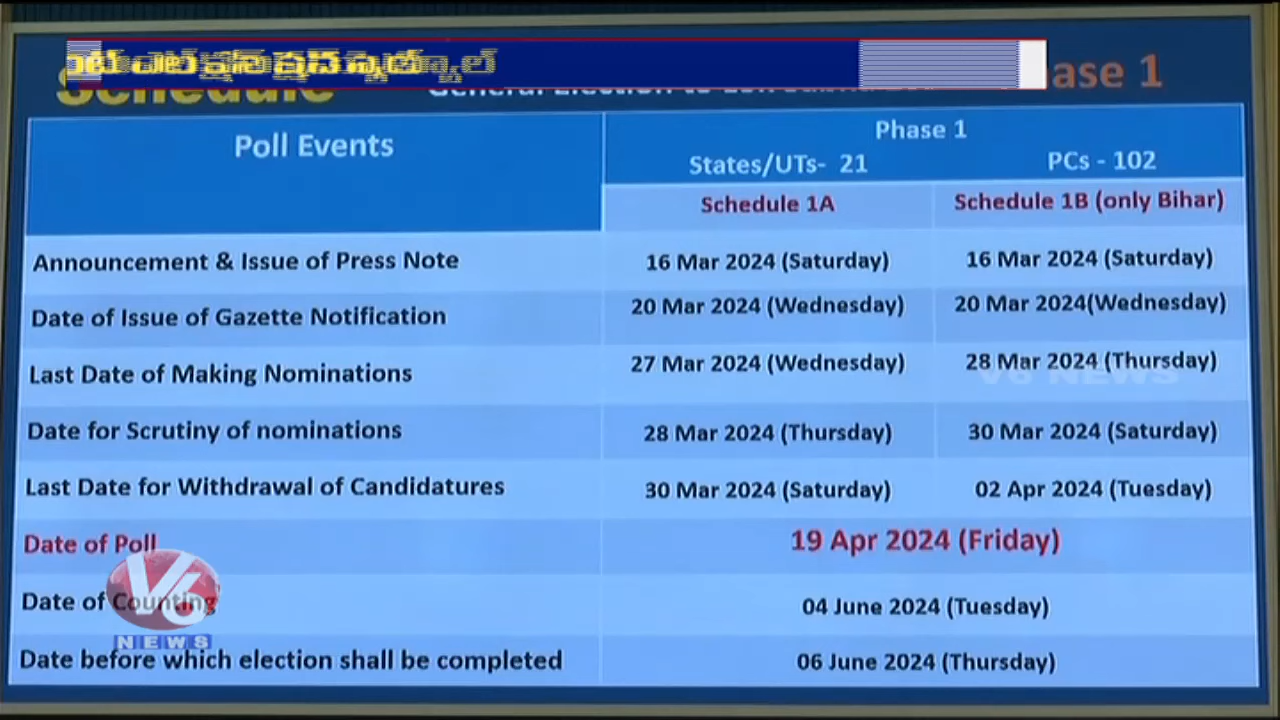 Schedule
Phase 1
Poll Events
Phase 1
States/UTs- 21 PCs - 102
Schedule 1A Schedule 1B (only Bihar)
Announcement & Issue of Press Note 16 Mar 2024 (Saturday) 16 Mar 2024 (Saturday)
Date of Issue of Gazette Notification 20 Mar 2024 (Wednesday) 20 Mar 2024(Wednesday)
Last Date of Making Nominations 27 Mar 2024 (Wednesday) 28 Mar 2024 (Thursday)
V6 NEWS
Date for Scrutiny of nominations 28 Mar 2024 (Thursday) 30 Mar 2024 (Saturday)
Last Date for Withdrawal of Candidatures 30 Mar 2024 (Saturday) 02 Apr 2024 (Tuesday)
Date of Poll 19 Apr 2024 (Friday)
Date of Counting 04 June 2024 (Tuesday)
V6
NEWS
Date before which election shall be completed 06 June 2024 (Thursday)